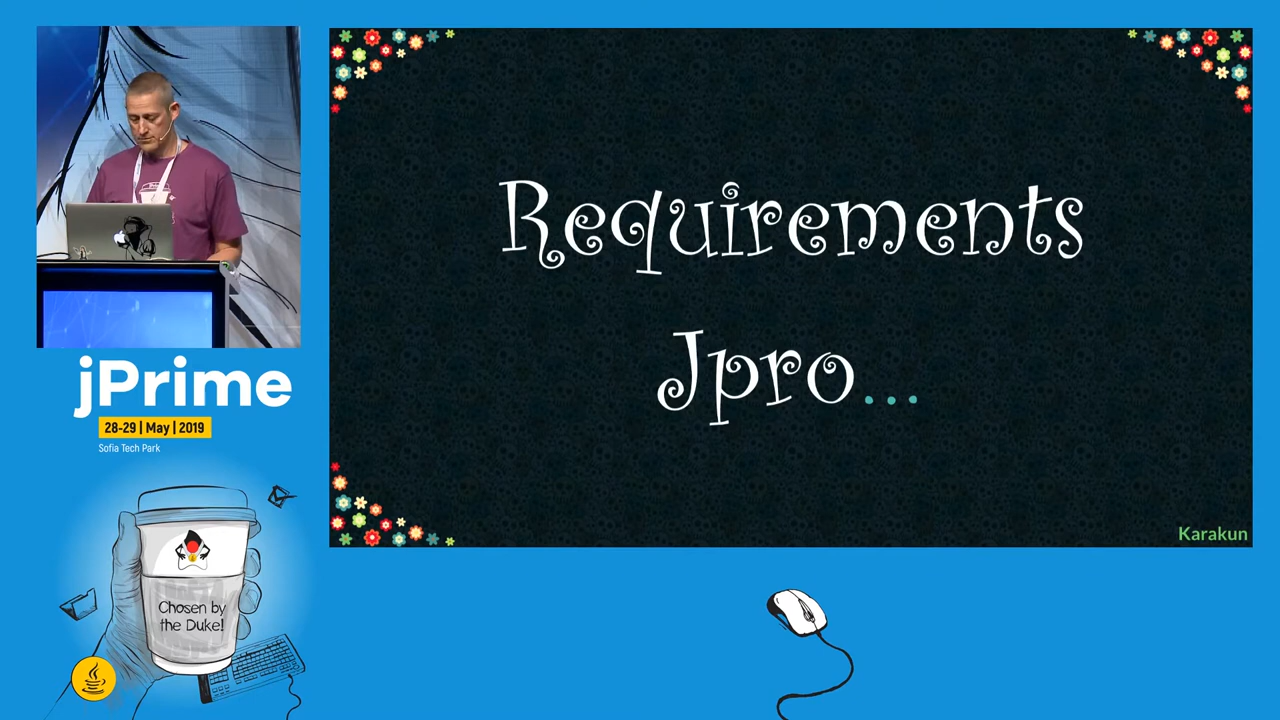 Requirements
Jpro...
Karakun
jPrime
28-29 | May | 2019
Sofia Tech Park
Chosen by
the Duke!